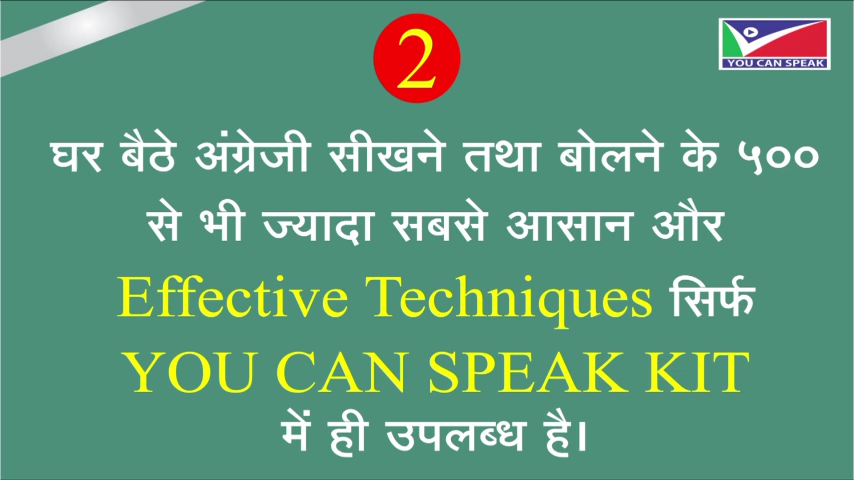 2
YOU CAN SPEAK
घर बैठे अंग्रेजी सीखने तथा बोलने के ५००
से भी ज्यादा सबसे आसान और
Effective Techniques सिर्फ
YOU CAN SPEAK KIT
में ही उपलब्ध है।